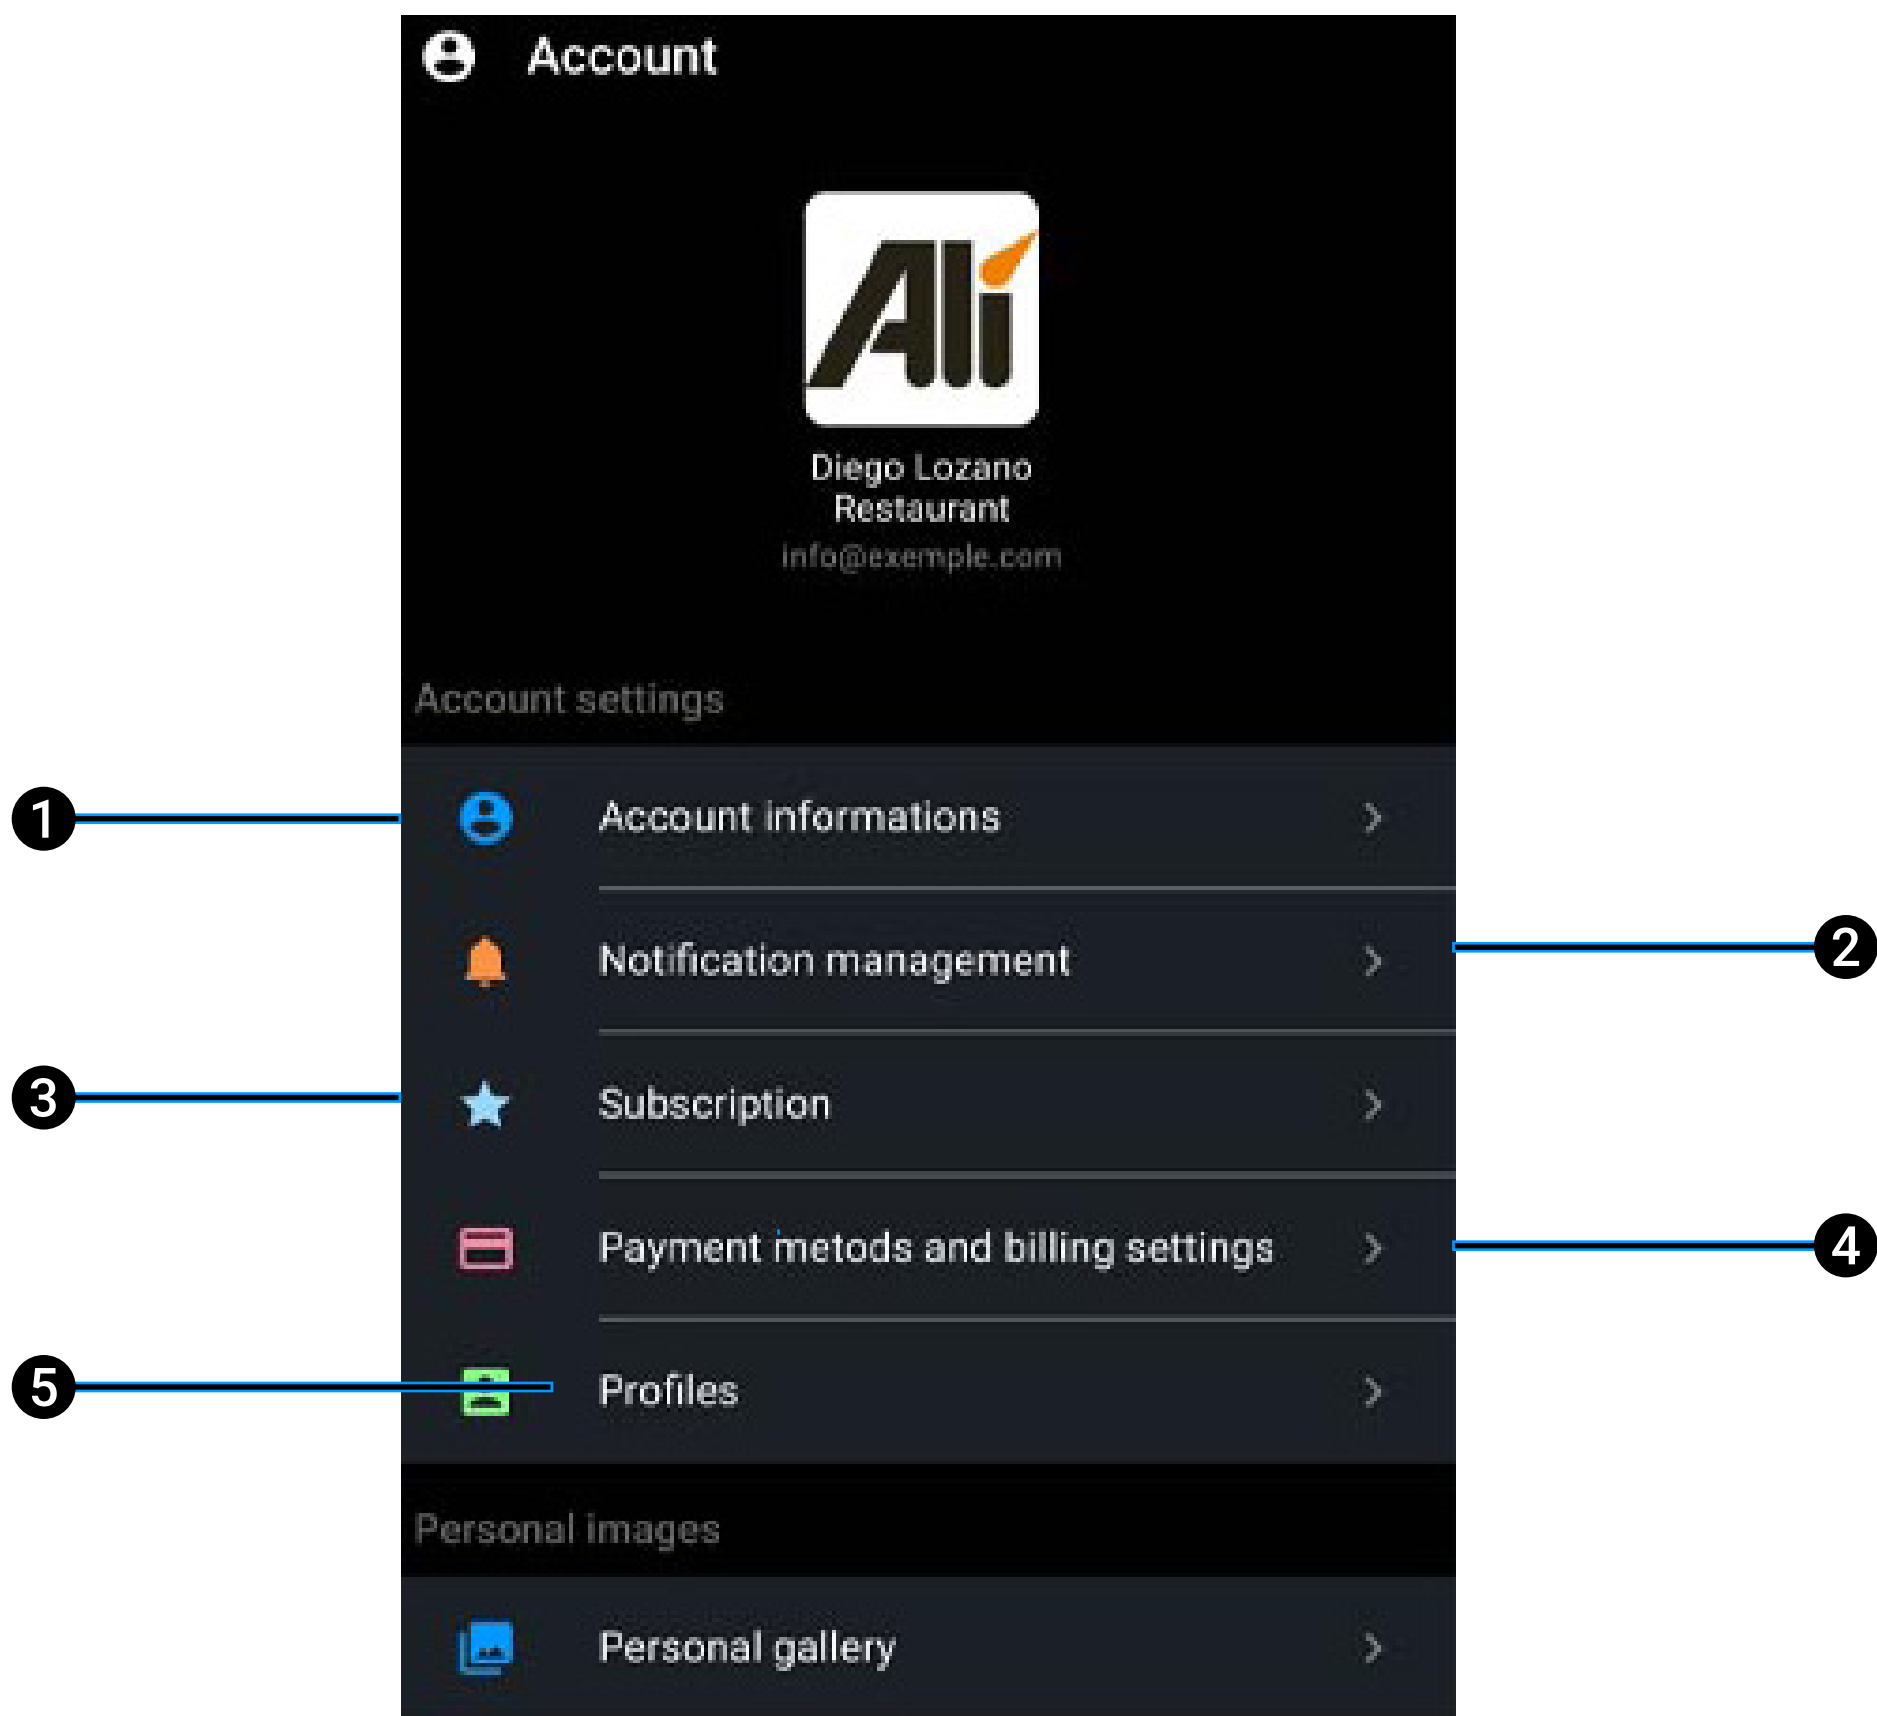 Account
Ali
Diego Lozano
Restaurant
info@exemple.com
Account settings
1
Account informations
Notification management
2
3
Subscription
Payment metods and billing settings
4
5
Profiles
Personal images
Personal gallery